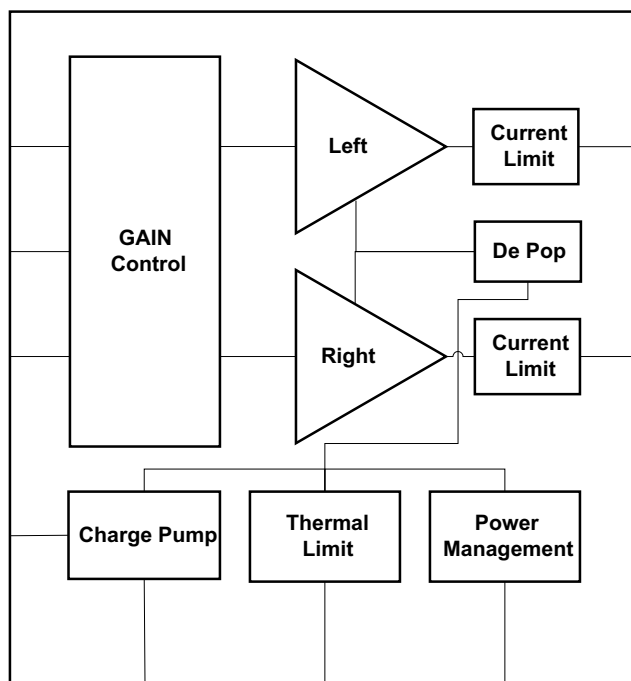 Left
Current
Limit
GAIN
Control
De Pop
Right
Current
Limit
Charge Pump
Thermal
Limit
Power
Management